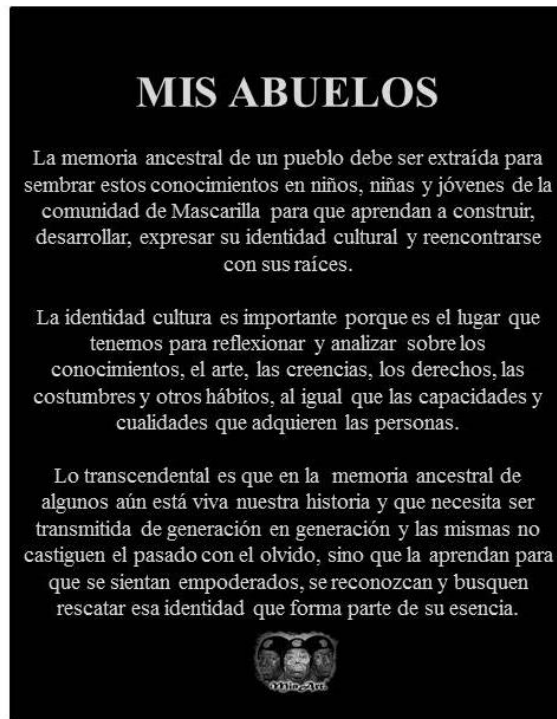 MIS ABUELOS
La memoria ancestral de un pueblo debe ser extraída para
sembrar estos conocimientos en niños, niñas y jóvenes de la
comunidad de Mascarilla para que aprendan a construir,
desarrollar, expresar su identidad cultural y reencontrarse
con sus raíces.
La identidad cultura es importante porque es el lugar que
tenemos para reflexionar y analizar sobre los
conocimientos, el arte, las creencias, los derechos, las
costumbres y otros hábitos, al igual que las capacidades y
cualidades que adquieren las personas.
Lo transcendental es que en la memoria ancestral de
algunos aún está viva nuestra historia y que necesita ser
transmitida de generación en generación y las mismas no
castiguen el pasado con el olvido, sino que la aprendan para
que se sientan empoderados, se reconozcan y busquen
rescatar esa identidad que forma parte de su esencia.